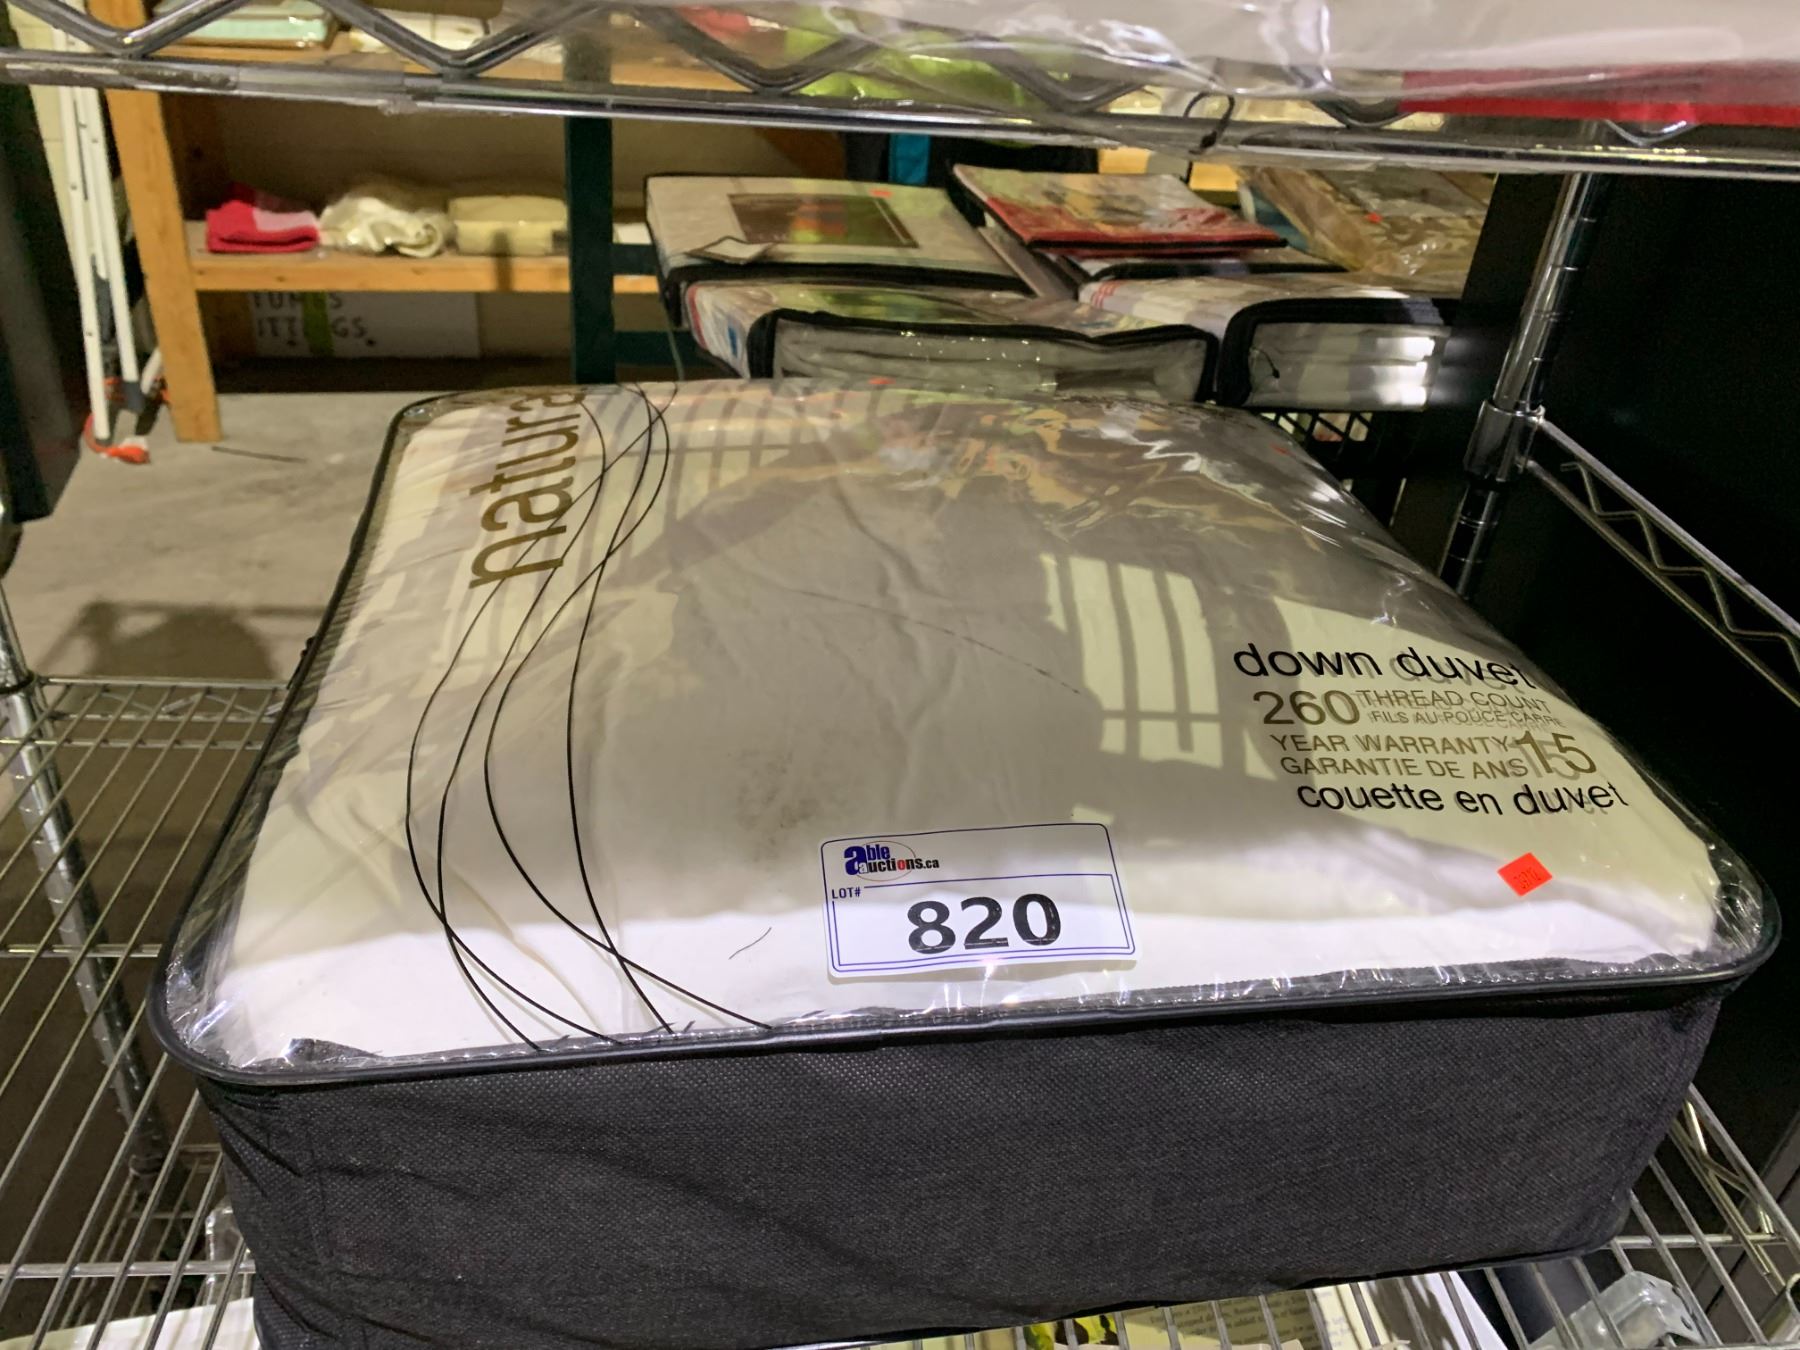 natura
down duvet
260 THREAD COUNT
FILS AU POUCE CARRE
YEAR WARRANTY 15
GARANTIE DE ANS
couette en duvet
able
auctions.ca
LOT#
820